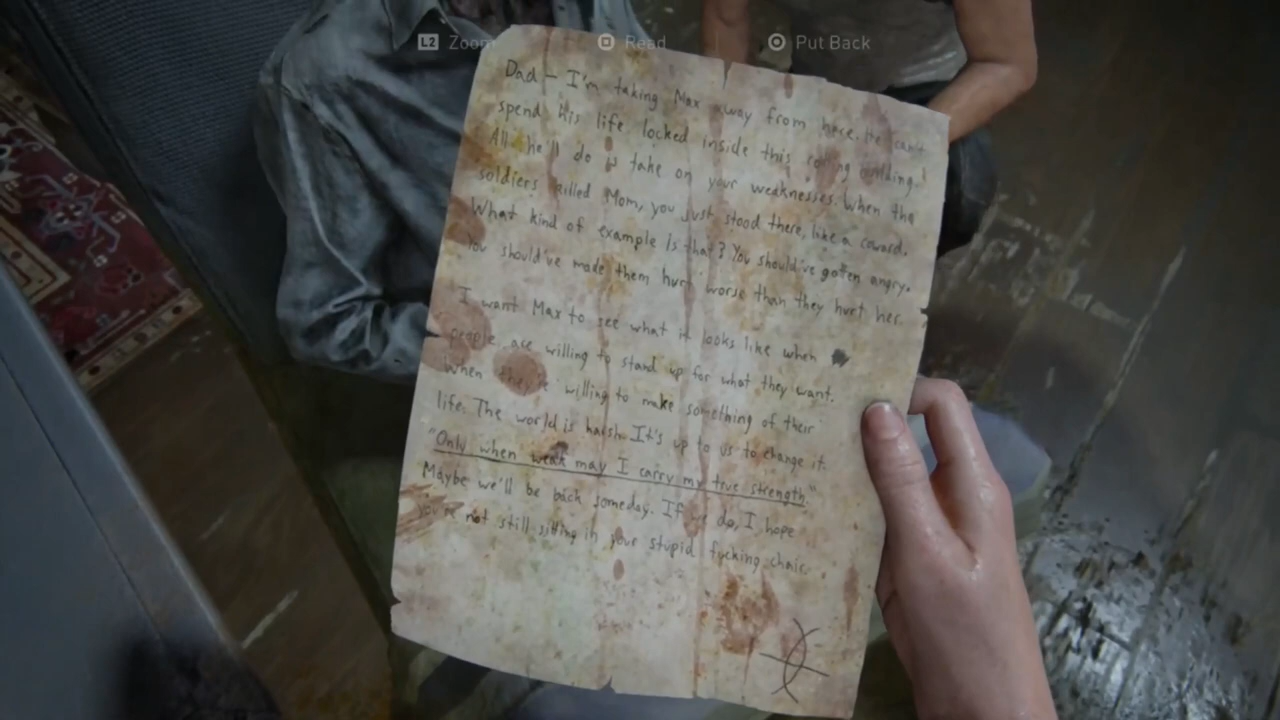 L2 Zoom Read Put Back
Dad - I'm taking Max away from here. He can't
spend his life locked inside this rotting building!
All he'll do is take on your weaknesses. When the
soldiers killed Mom, you just stood there, like a coward.
What kind of example is that? You should've gotten angry.
You should've made them hurt worse than they hurt her.
I want Max to see what it looks like when
people are willing to stand up for what they want.
When they're willing to make something of their
life. The world is harsh. It's up to us to change it.
"Only when weak may I carry my true strength."
Maybe we'll be back someday. If we do, I hope
you're not still sitting in your stupid fucking chair.